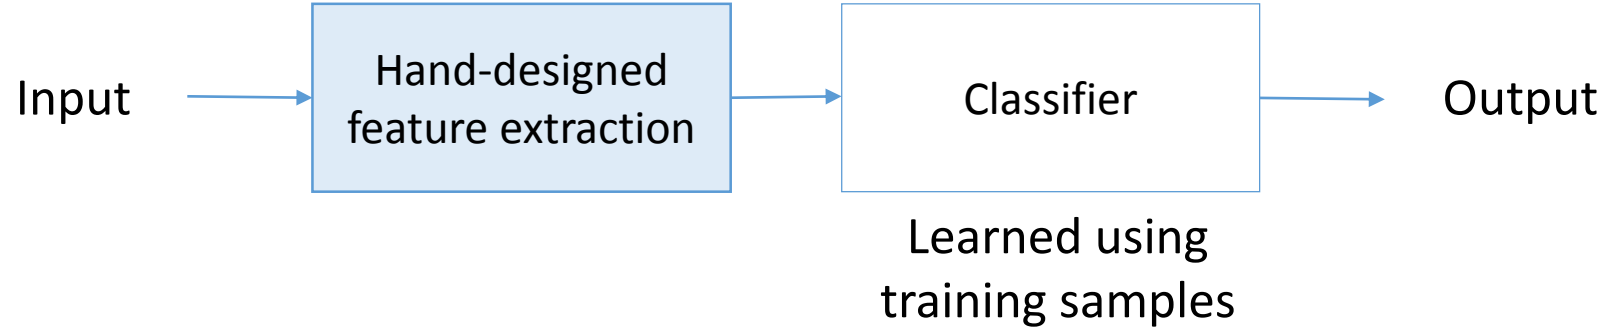 Input
Hand-designed
feature extraction
Classifier
Output
Learned using
training samples